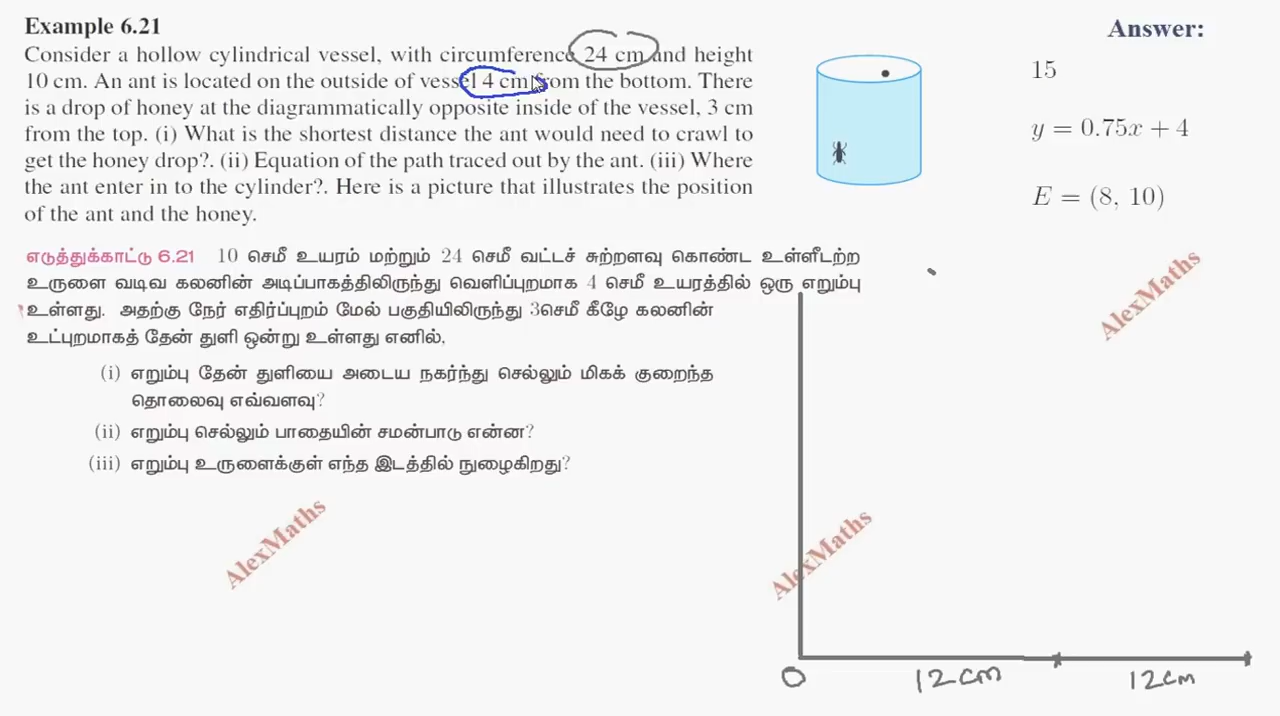 Example 6.21
Consider a hollow cylindrical vessel, with circumference 24 cm and height
10 cm. An ant is located on the outside of vessel 4 cm from the bottom. There
is a drop of honey at the diagrammatically opposite inside of the vessel, 3 cm
from the top. (i) What is the shortest distance the ant would need to crawl to
get the honey drop?. (ii) Equation of the path traced out by the ant. (iii) Where
the ant enter in to the cylinder?. Here is a picture that illustrates the position
of the ant and the honey.
Answer:
15
y = 0.75x + 4
E = (8, 10)
எடுத்துக்காட்டு 6.21 10 செமீ உயரம் மற்றும் 24 செமீ வட்டச் சுற்றளவு கொண்ட உள்ளீடற்ற
உருளை வடிவ கலனின் அடிப்பாகத்திலிருந்து வெளிப்புறமாக 4 செமீ உயரத்தில் ஒரு எறும்பு
உள்ளது. அதற்கு நேர் எதிர்ப்புறம் மேல் பகுதியிலிருந்து 3செமீ கீழே கலனின்
உட்புறமாகத் தேன் துளி ஒன்று உள்ளது எனில்,
(i) எறும்பு தேன் துளியை அடைய நகர்ந்து செல்லும் மிகக் குறைந்த
தொலைவு எவ்வளவு?
(ii) எறும்பு செல்லும் பாதையின் சமன்பாடு என்ன?
(iii) எறும்பு உருளைக்குள் எந்த இடத்தில் நுழைகிறது?
AlexMaths
AlexMaths
AlexMaths
O 12cm 12cm